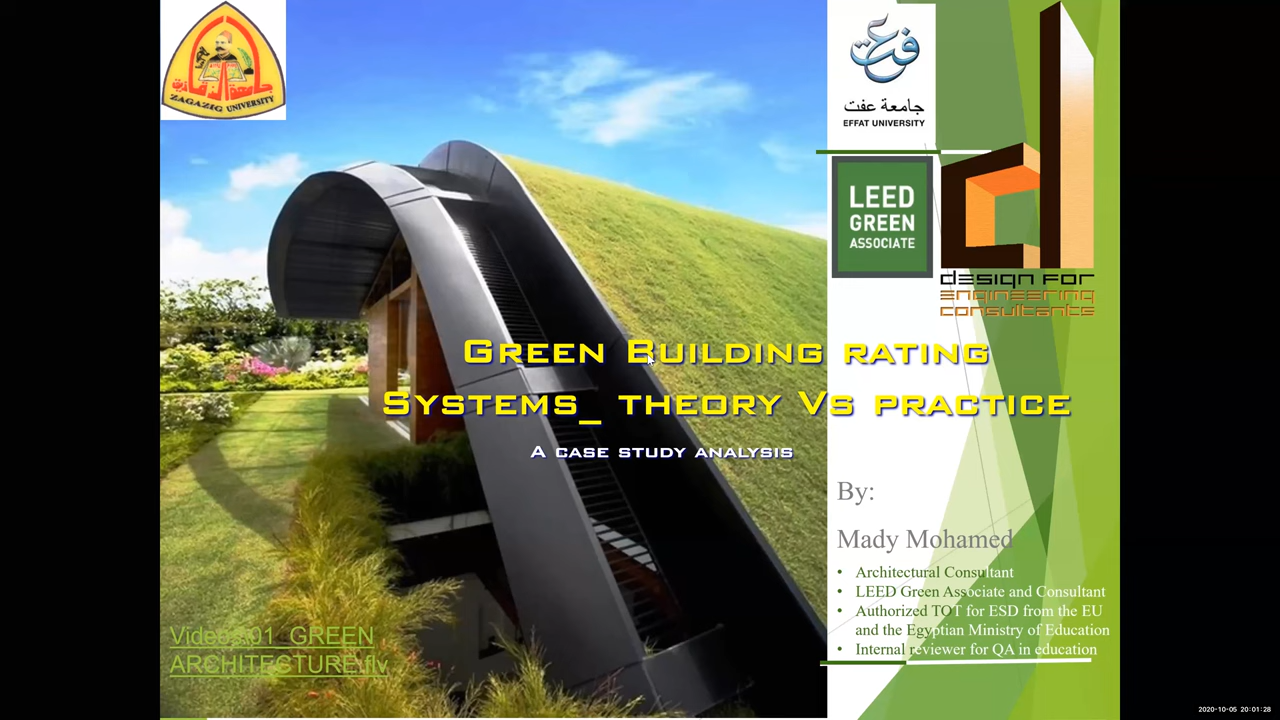 جامعة الزقازيق
ZAGAZIG UNIVERSITY
جامعة عفت
EFFAT UNIVERSITY
LEED
GREEN
ASSOCIATE
DESIGN FOR
ENGINEERING
CONSULTANTS
GREEN BUILDING RATING
SYSTEMS_ THEORY VS PRACTICE
A CASE STUDY ANALYSIS
By:
Mady Mohamed
• Architectural Consultant
• LEED Green Associate and Consultant
• Authorized TOT for ESD from the EU
and the Egyptian Ministry of Education
• Internal reviewer for QA in education
Videos\01_GREEN
ARCHITECTURE.flv
2020-10-05 20:01:28